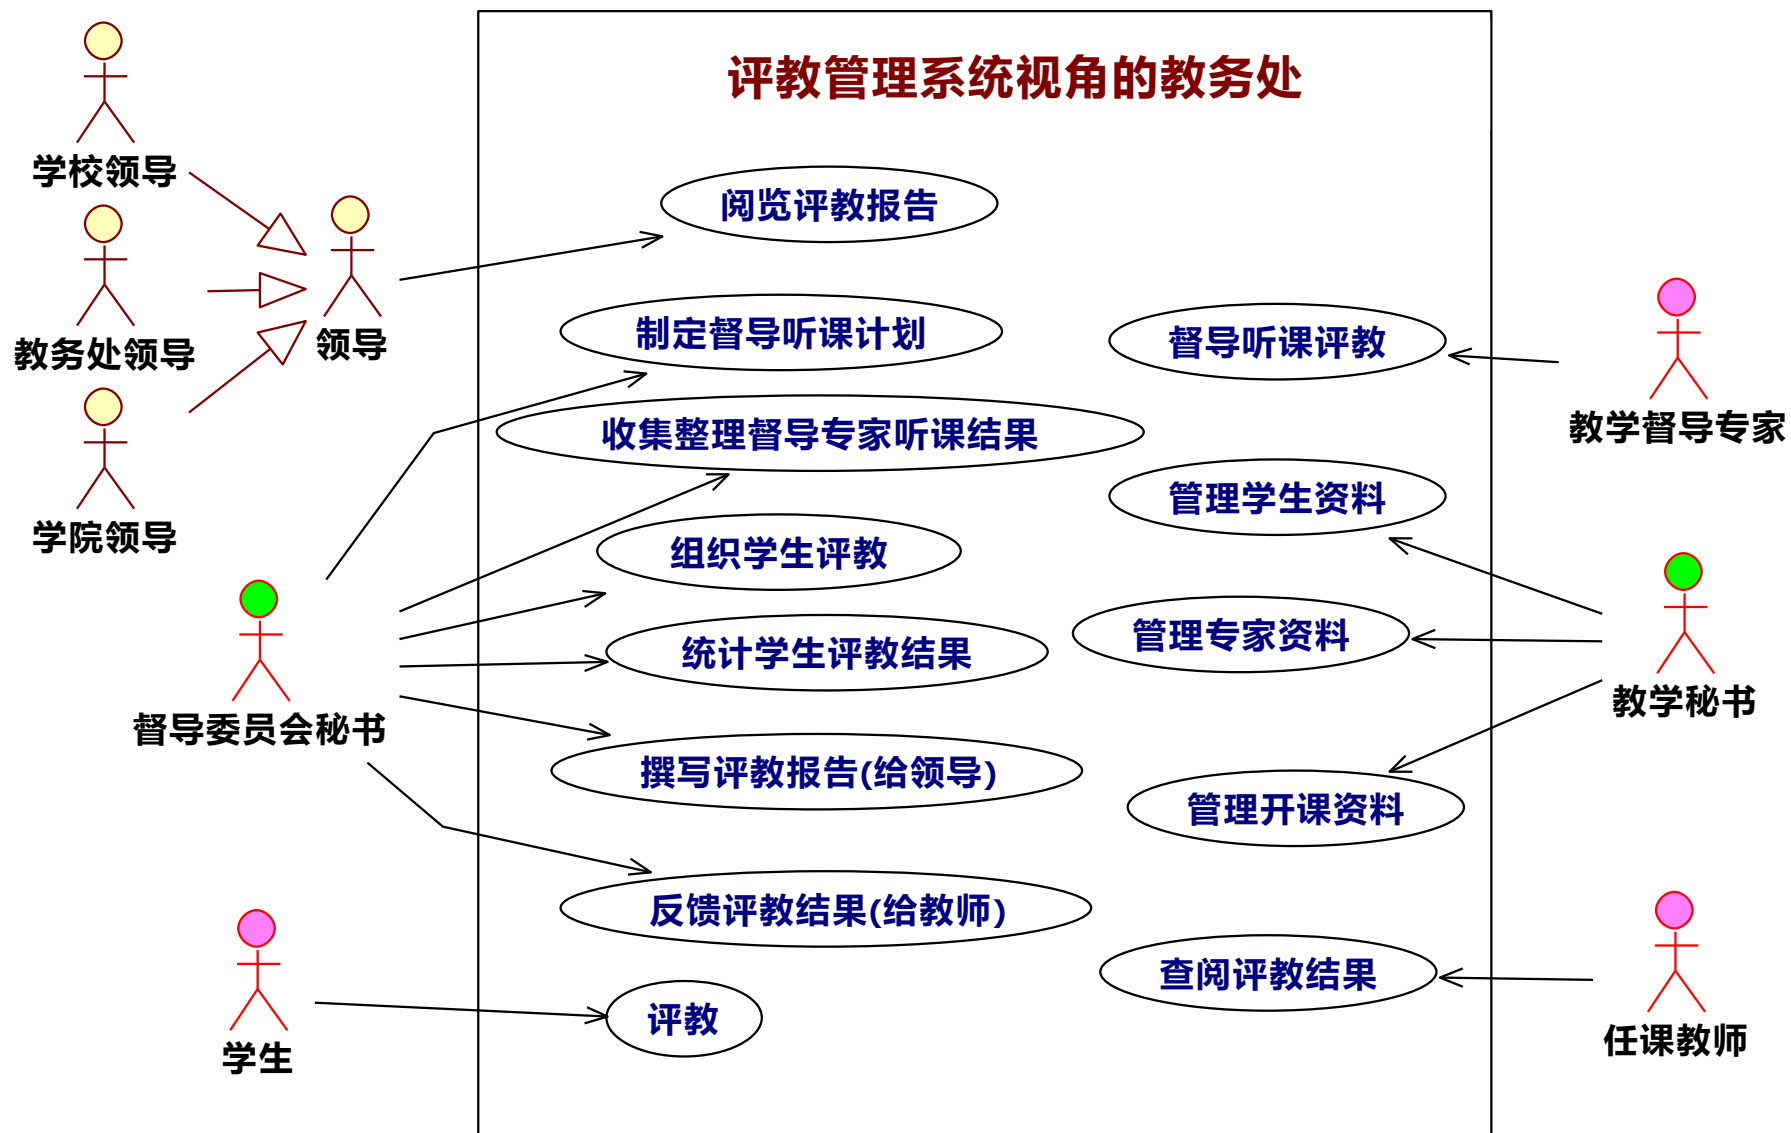 评教管理系统视角的教务处
学校领导
阅览评教报告
教务处领导
领导
制定督导听课计划
督导听课评教
收集整理督导专家听课结果
教学督导专家
学院领导
管理学生资料
组织学生评教
管理专家资料
统计学生评教结果
教学秘书
督导委员会秘书
撰写评教报告(给领导)
管理开课资料
反馈评教结果(给教师)
查阅评教结果
评教
学生
任课教师